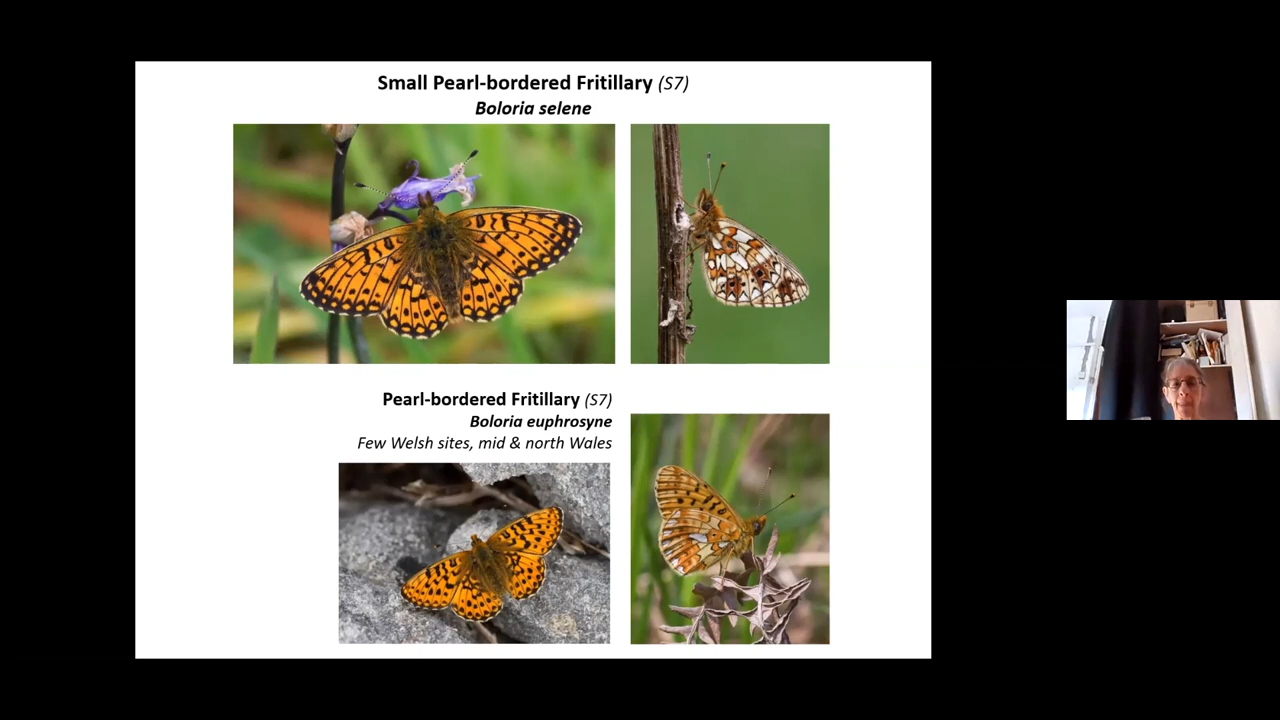 Small Pearl-bordered Fritillary (S7)
Boloria selene
Pearl-bordered Fritillary (S7)
Boloria euphrosyne
Few Welsh sites, mid & north Wales